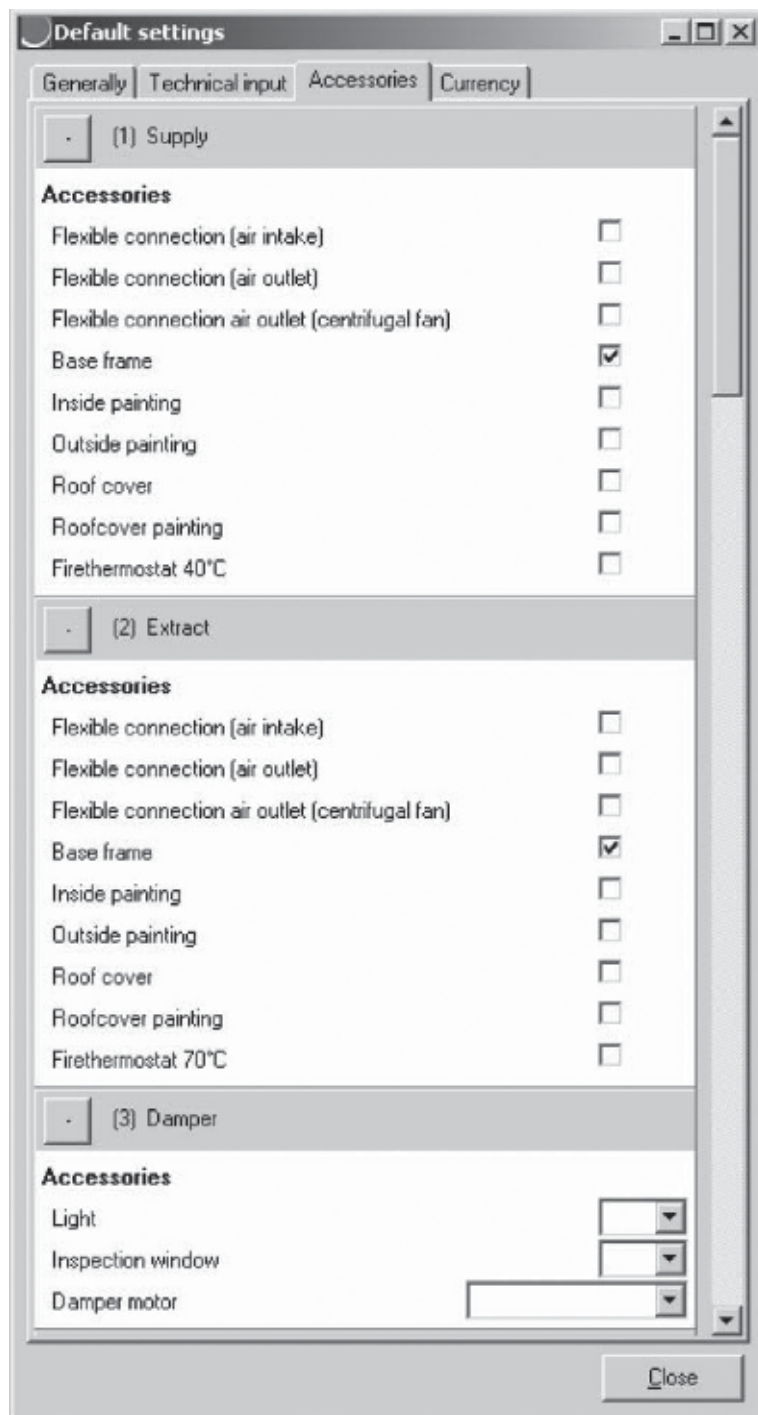 Default settings
Generally Technical input Accessories Currency
- (1) Supply
Accessories
Flexible connection (air intake)
Flexible connection (air outlet)
Flexible connection air outlet (centrifugal fan)
Base frame
Inside painting
Outside painting
Roof cover
Roofcover painting
Firethermostat 40°C
- (2) Extract
Accessories
Flexible connection (air intake)
Flexible connection (air outlet)
Flexible connection air outlet (centrifugal fan)
Base frame
Inside painting
Outside painting
Roof cover
Roofcover painting
Firethermostat 70°C
- (3) Damper
Accessories
Light
Inspection window
Damper motor
Close